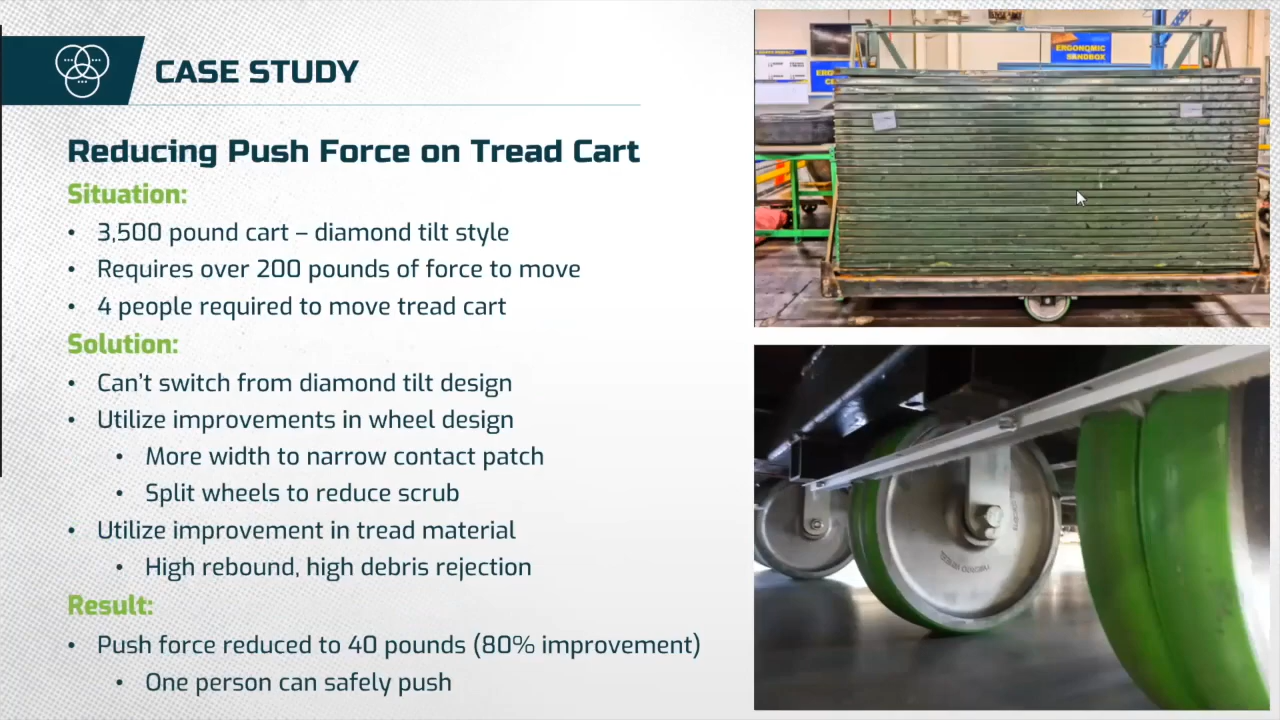 CASE STUDY
Reducing Push Force on Tread Cart
Situation:
• 3,500 pound cart – diamond tilt style
• Requires over 200 pounds of force to move
• 4 people required to move tread cart
Solution:
• Can't switch from diamond tilt design
• Utilize improvements in wheel design
• More width to narrow contact patch
• Split wheels to reduce scrub
• Utilize improvement in tread material
• High rebound, high debris rejection
Result:
• Push force reduced to 40 pounds (80% improvement)
• One person can safely push
ERGONOMIC
SANDBOX